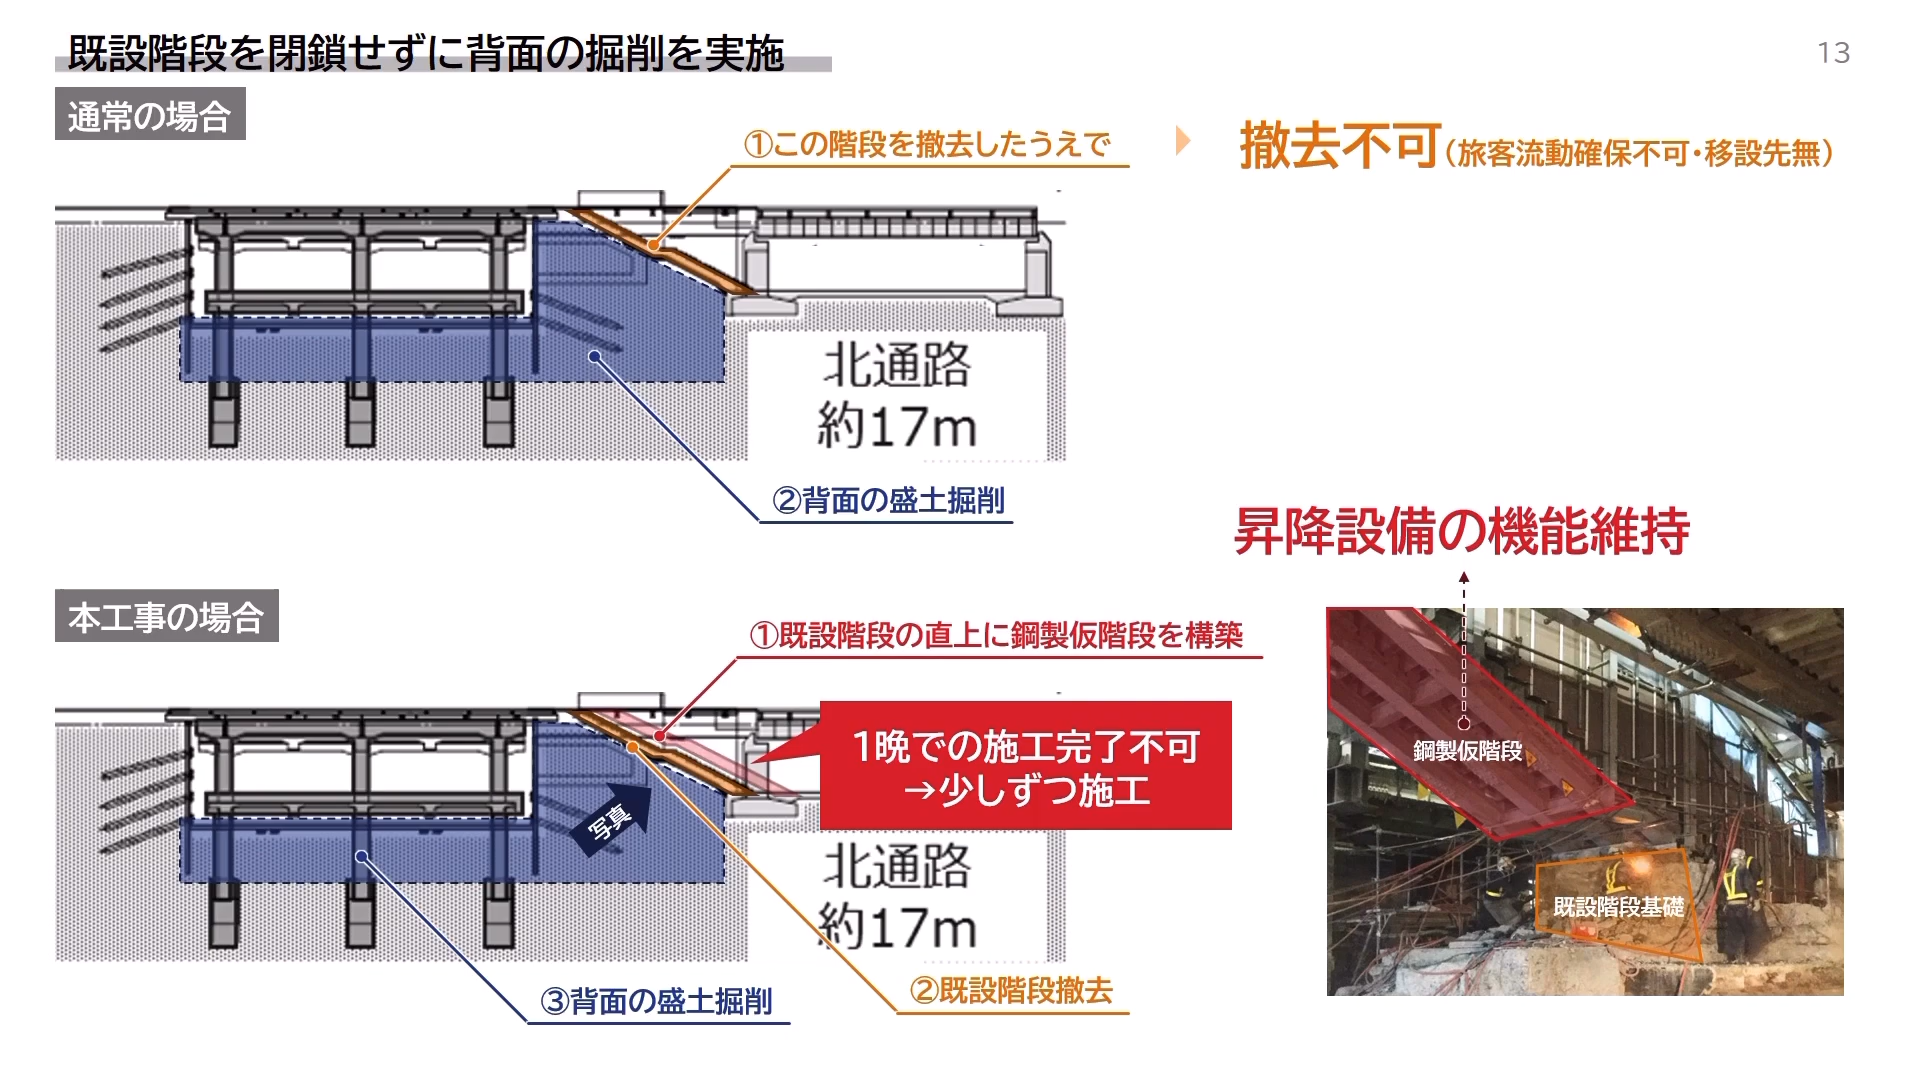 既設階段を閉鎖せずに背面の掘削を実施
13
通常の場合
①この階段を撤去したうえで
撤去不可(旅客流動確保不可・移設先無)
北通路
約17m
②背面の盛土掘削
昇降設備の機能維持
本工事の場合
①既設階段の直上に鋼製仮階段を構築
1晩での施工完了不可
→少しずつ施工
写真
北通路
約17m
③背面の盛土掘削
②既設階段撤去
鋼製仮階段
既設階段基礎